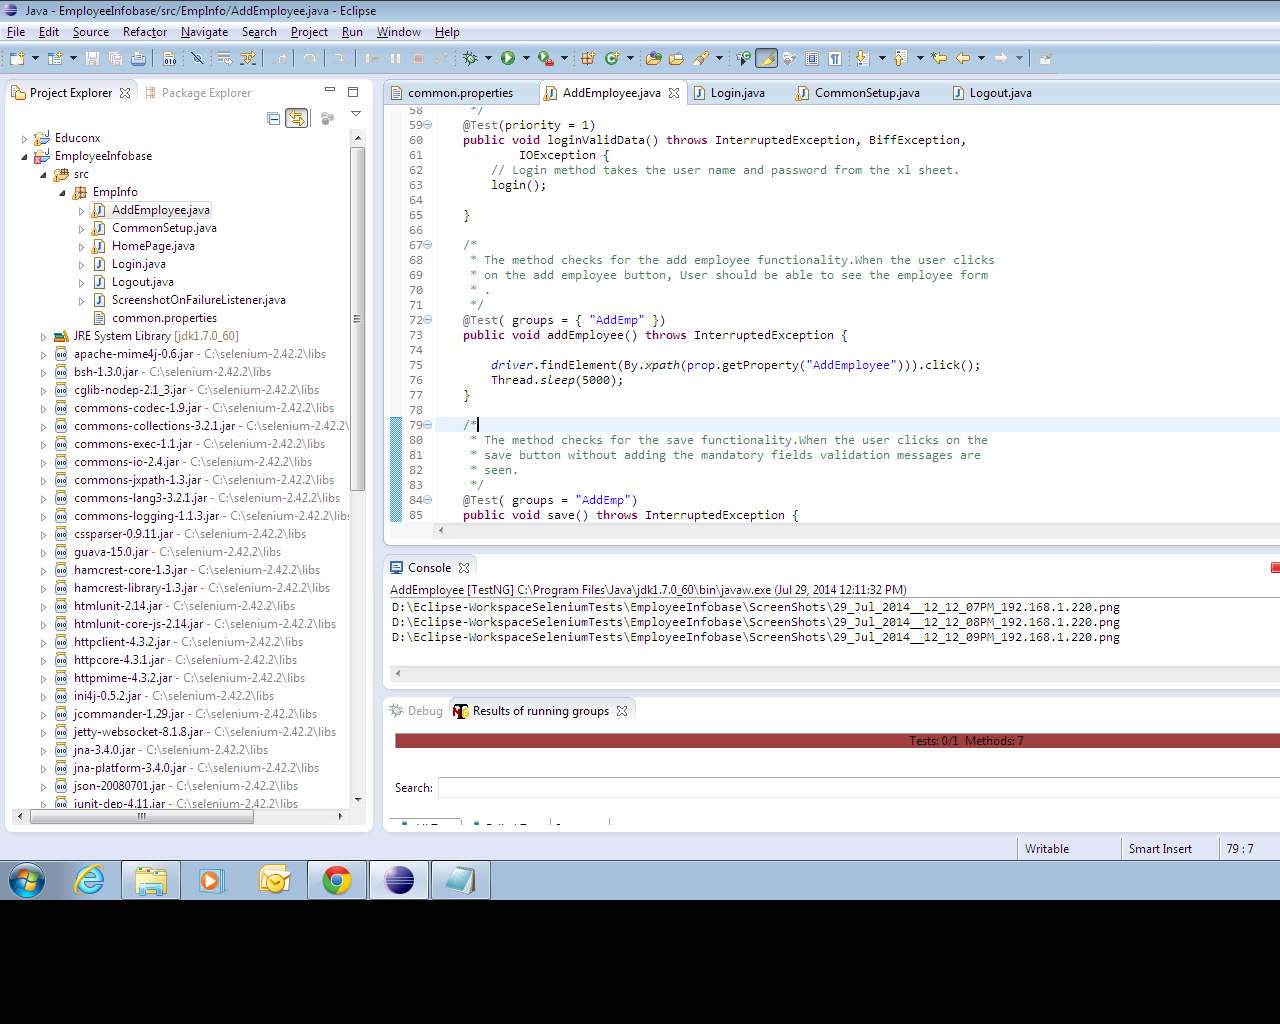 Java - EmployeeInfobase/src/EmpInfo/AddEmployee.java - Eclipse
File Edit Source Refactor Navigate Search Project Run Window Help
Project Explorer
Package Explorer
Educonx
EmployeeInfobase
src
EmpInfo
AddEmployee.java
CommonSetup.java
HomePage.java
Login.java
Logout.java
ScreenshotOnFailureListener.java
common.properties
JRE System Library [jdk1.7.0_60]
apache-mime4j-0.6.jar - C:\selenium-2.42.2\libs
bsh-1.3.0.jar - C:\selenium-2.42.2\libs
cglib-nodep-2.1_3.jar - C:\selenium-2.42.2\libs
commons-codec-1.9.jar - C:\selenium-2.42.2\libs
commons-collections-3.2.1.jar - C:\selenium-2.42.2\
commons-exec-1.1.jar - C:\selenium-2.42.2\libs
commons-io-2.4.jar - C:\selenium-2.42.2\libs
commons-jxpath-1.3.jar - C:\selenium-2.42.2\libs
commons-lang3-3.2.1.jar - C:\selenium-2.42.2\libs
commons-logging-1.1.3.jar - C:\selenium-2.42.2\libs
cssparser-0.9.11.jar - C:\selenium-2.42.2\libs
guava-15.0.jar - C:\selenium-2.42.2\libs
hamcrest-core-1.3.jar - C:\selenium-2.42.2\libs
hamcrest-library-1.3.jar - C:\selenium-2.42.2\libs
htmlunit-2.14.jar - C:\selenium-2.42.2\libs
htmlunit-core-js-2.14.jar - C:\selenium-2.42.2\libs
httpclient-4.3.2.jar - C:\selenium-2.42.2\libs
httpcore-4.3.1.jar - C:\selenium-2.42.2\libs
httpmime-4.3.2.jar - C:\selenium-2.42.2\libs
ini4j-0.5.2.jar - C:\selenium-2.42.2\libs
jcommander-1.29.jar - C:\selenium-2.42.2\libs
jetty-websocket-8.1.8.jar - C:\selenium-2.42.2\libs
jna-3.4.0.jar - C:\selenium-2.42.2\libs
jna-platform-3.4.0.jar - C:\selenium-2.42.2\libs
json-20080701.jar - C:\selenium-2.42.2\libs
junit-dep-4.11.jar - C:\selenium-2.42.2\libs
common.properties AddEmployee.java Login.java CommonSetup.java Logout.java
58 */
59 @Test(priority = 1)
60 public void loginValidData() throws InterruptedException, BiffException,
61 IOException {
62 // Login method takes the user name and password from the xl sheet.
63 login();
64
65 }
66
67 /*
68 * The method checks for the add employee functionality.When the user clicks
69 * on the add employee button, User should be able to see the employee form
70 * .
71 */
72 @Test( groups = { "AddEmp" })
73 public void addEmployee() throws InterruptedException {
74
75 driver.findElement(By.xpath(prop.getProperty("AddEmployee"))).click();
76 Thread.sleep(5000);
77 }
78
79 /*
80 * The method checks for the save functionality.When the user clicks on the
81 * save button without adding the mandatory fields validation messages are
82 * seen.
83 */
84 @Test( groups = "AddEmp")
85 public void save() throws InterruptedException {
Console
AddEmployee [TestNG] C:\Program Files\Java\jdk1.7.0_60\bin\javaw.exe (Jul 29, 2014 12:11:32 PM)
D:\Eclipse-WorkspaceSeleniumTests\EmployeeInfobase\ScreenShots\29_Jul_2014__12_12_07PM_192.168.1.220.png
D:\Eclipse-WorkspaceSeleniumTests\EmployeeInfobase\ScreenShots\29_Jul_2014__12_12_08PM_192.168.1.220.png
D:\Eclipse-WorkspaceSeleniumTests\EmployeeInfobase\ScreenShots\29_Jul_2014__12_12_09PM_192.168.1.220.png
Debug Results of running groups
Tests: 0/1 Methods: 7
Search:
Writable Smart Insert 79 : 7